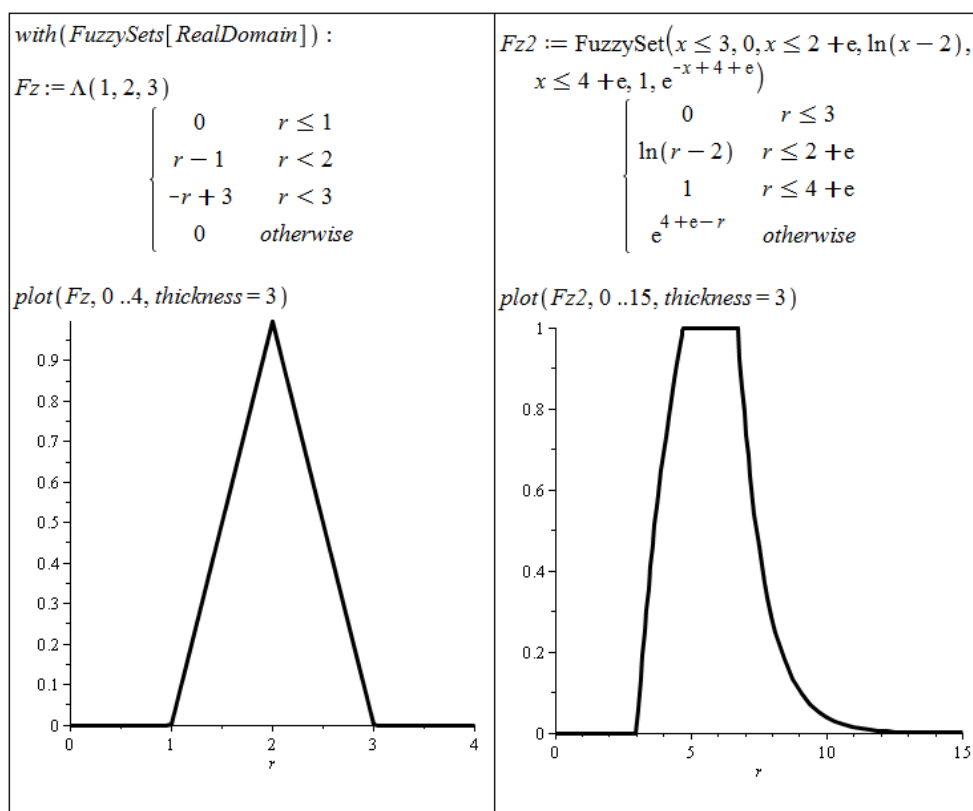 with(FuzzySets[RealDomain]) :
Fz := Λ(1, 2, 3)
0 r ≤ 1
r − 1 r < 2
−r + 3 r < 3
0 otherwise
plot(Fz, 0 ..4, thickness = 3)
0.9
0.8
0.7
0.6
0.5
0.4
0.3
0.2
0.1
0
0 1 2 3 4
r
Fz2 := FuzzySet(x ≤ 3, 0, x ≤ 2 + e, ln(x − 2),
x ≤ 4 + e, 1, e^(−x + 4 + e))
0 r ≤ 3
ln(r − 2) r ≤ 2 + e
1 r ≤ 4 + e
e^(4 + e − r) otherwise
plot(Fz2, 0 ..15, thickness = 3)
1
0.8
0.6
0.4
0.2
0
0 5 10 15
r